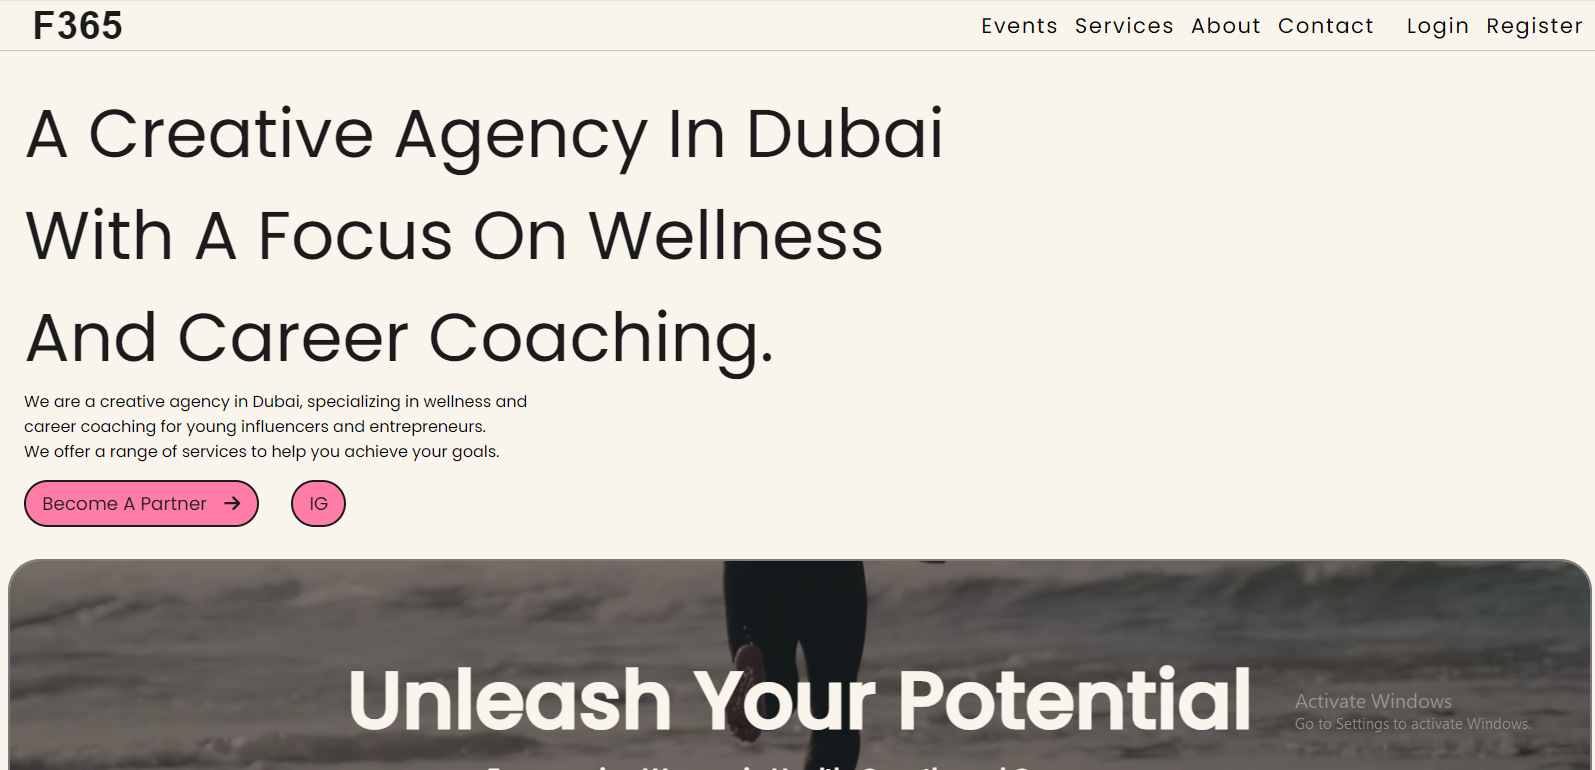 F365
Events Services About Contact Login Register
A Creative Agency In Dubai
With A Focus On Wellness
And Career Coaching.
We are a creative agency in Dubai, specializing in wellness and
career coaching for young influencers and entrepreneurs.
We offer a range of services to help you achieve your goals.
Become A Partner → IG
Unleash Your Potential
Activate Windows
Go to Settings to activate Windows.